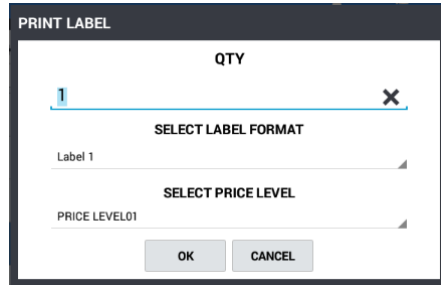 PRINT LABEL
QTY
1
SELECT LABEL FORMAT
Label 1
SELECT PRICE LEVEL
PRICE LEVEL01
OK CANCEL